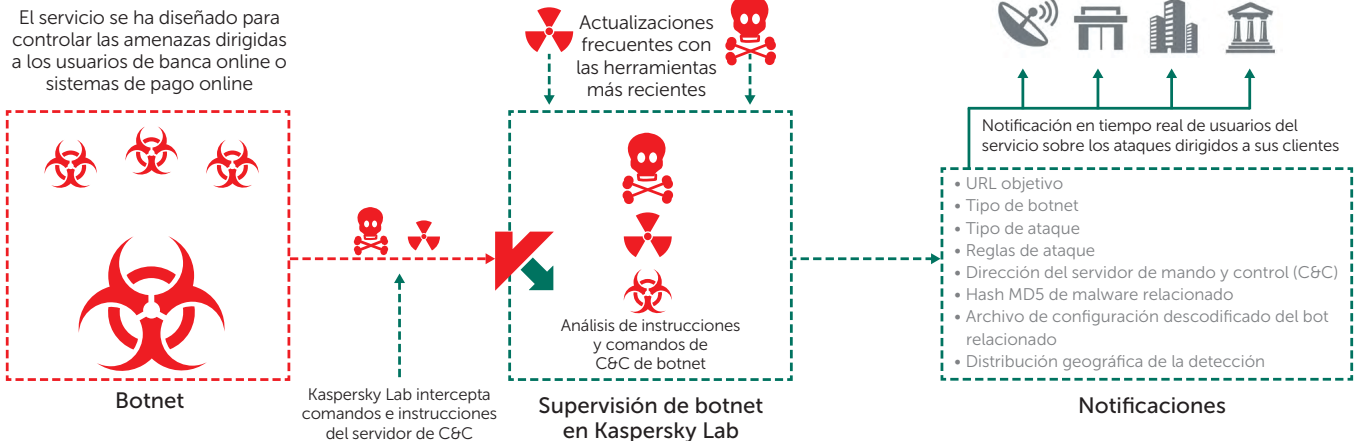 El servicio se ha diseñado para
controlar las amenazas dirigidas
a los usuarios de banca online o
sistemas de pago online
Botnet
Kaspersky Lab intercepta
comandos e instrucciones
del servidor de C&C
Actualizaciones
frecuentes con
las herramientas
más recientes
Análisis de instrucciones
y comandos de
C&C de botnet
Supervisión de botnet
en Kaspersky Lab
Notificación en tiempo real de usuarios del
servicio sobre los ataques dirigidos a sus clientes
• URL objetivo
• Tipo de botnet
• Tipo de ataque
• Reglas de ataque
• Dirección del servidor de mando y control (C&C)
• Hash MD5 de malware relacionado
• Archivo de configuración descodificado del bot
relacionado
• Distribución geográfica de la detección
Notificaciones